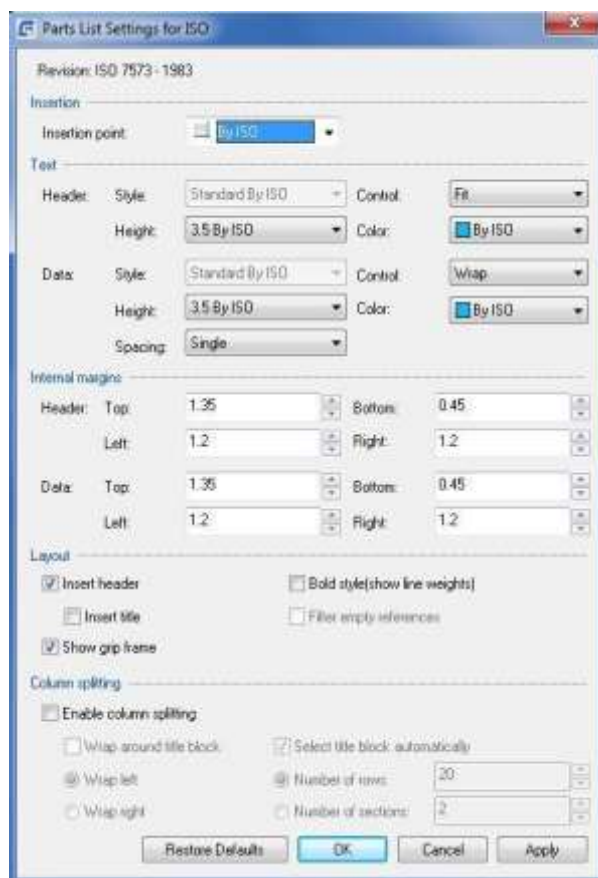 Parts List Settings for ISO
Revision: ISO 7573 - 1983
Insertion
Insertion point: By ISO
Text
Header: Style: Standard By ISO Control: Fit
Height: 3.5 By ISO Color: By ISO
Data: Style: Standard By ISO Control: Wrap
Height: 3.5 By ISO Color: By ISO
Spacing: Single
Internal margins
Header: Top: 1.35 Bottom: 0.45
Left: 1.2 Right: 1.2
Data: Top: 1.35 Bottom: 0.45
Left: 1.2 Right: 1.2
Layout
Insert header Bold style(show line weights)
Insert title Filter empty references
Show grip frame
Column splitting
Enable column splitting
Wrap around title block Select title block automatically
Wrap left Number of rows: 20
Wrap right Number of sections: 2
Restore Defaults OK Cancel Apply